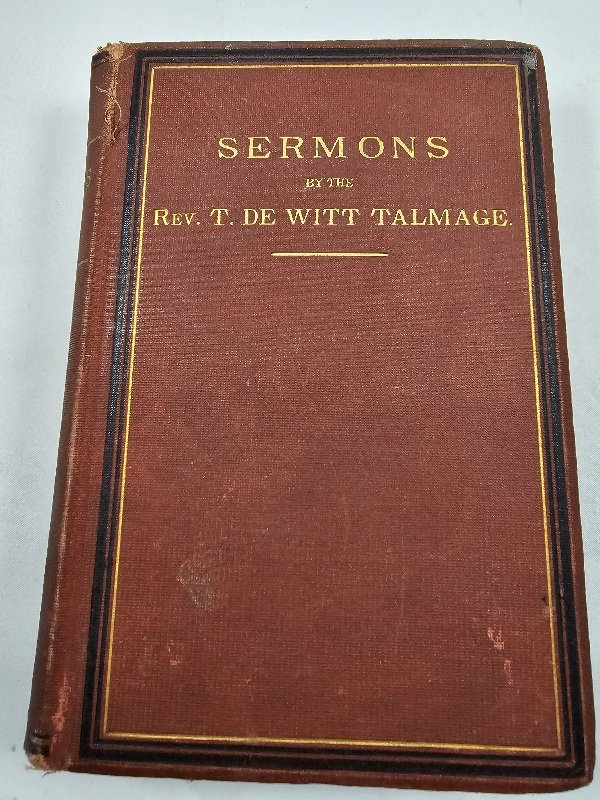 SERMONS
BY THE
REV. T. DE WITT TALMAGE.